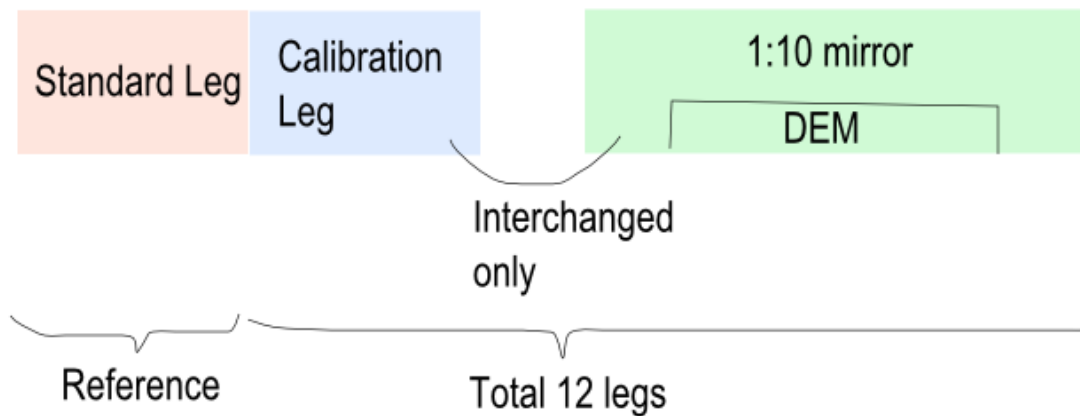 Standard Leg
Calibration
Leg
1:10 mirror
DEM
Interchanged
only
Reference
Total 12 legs